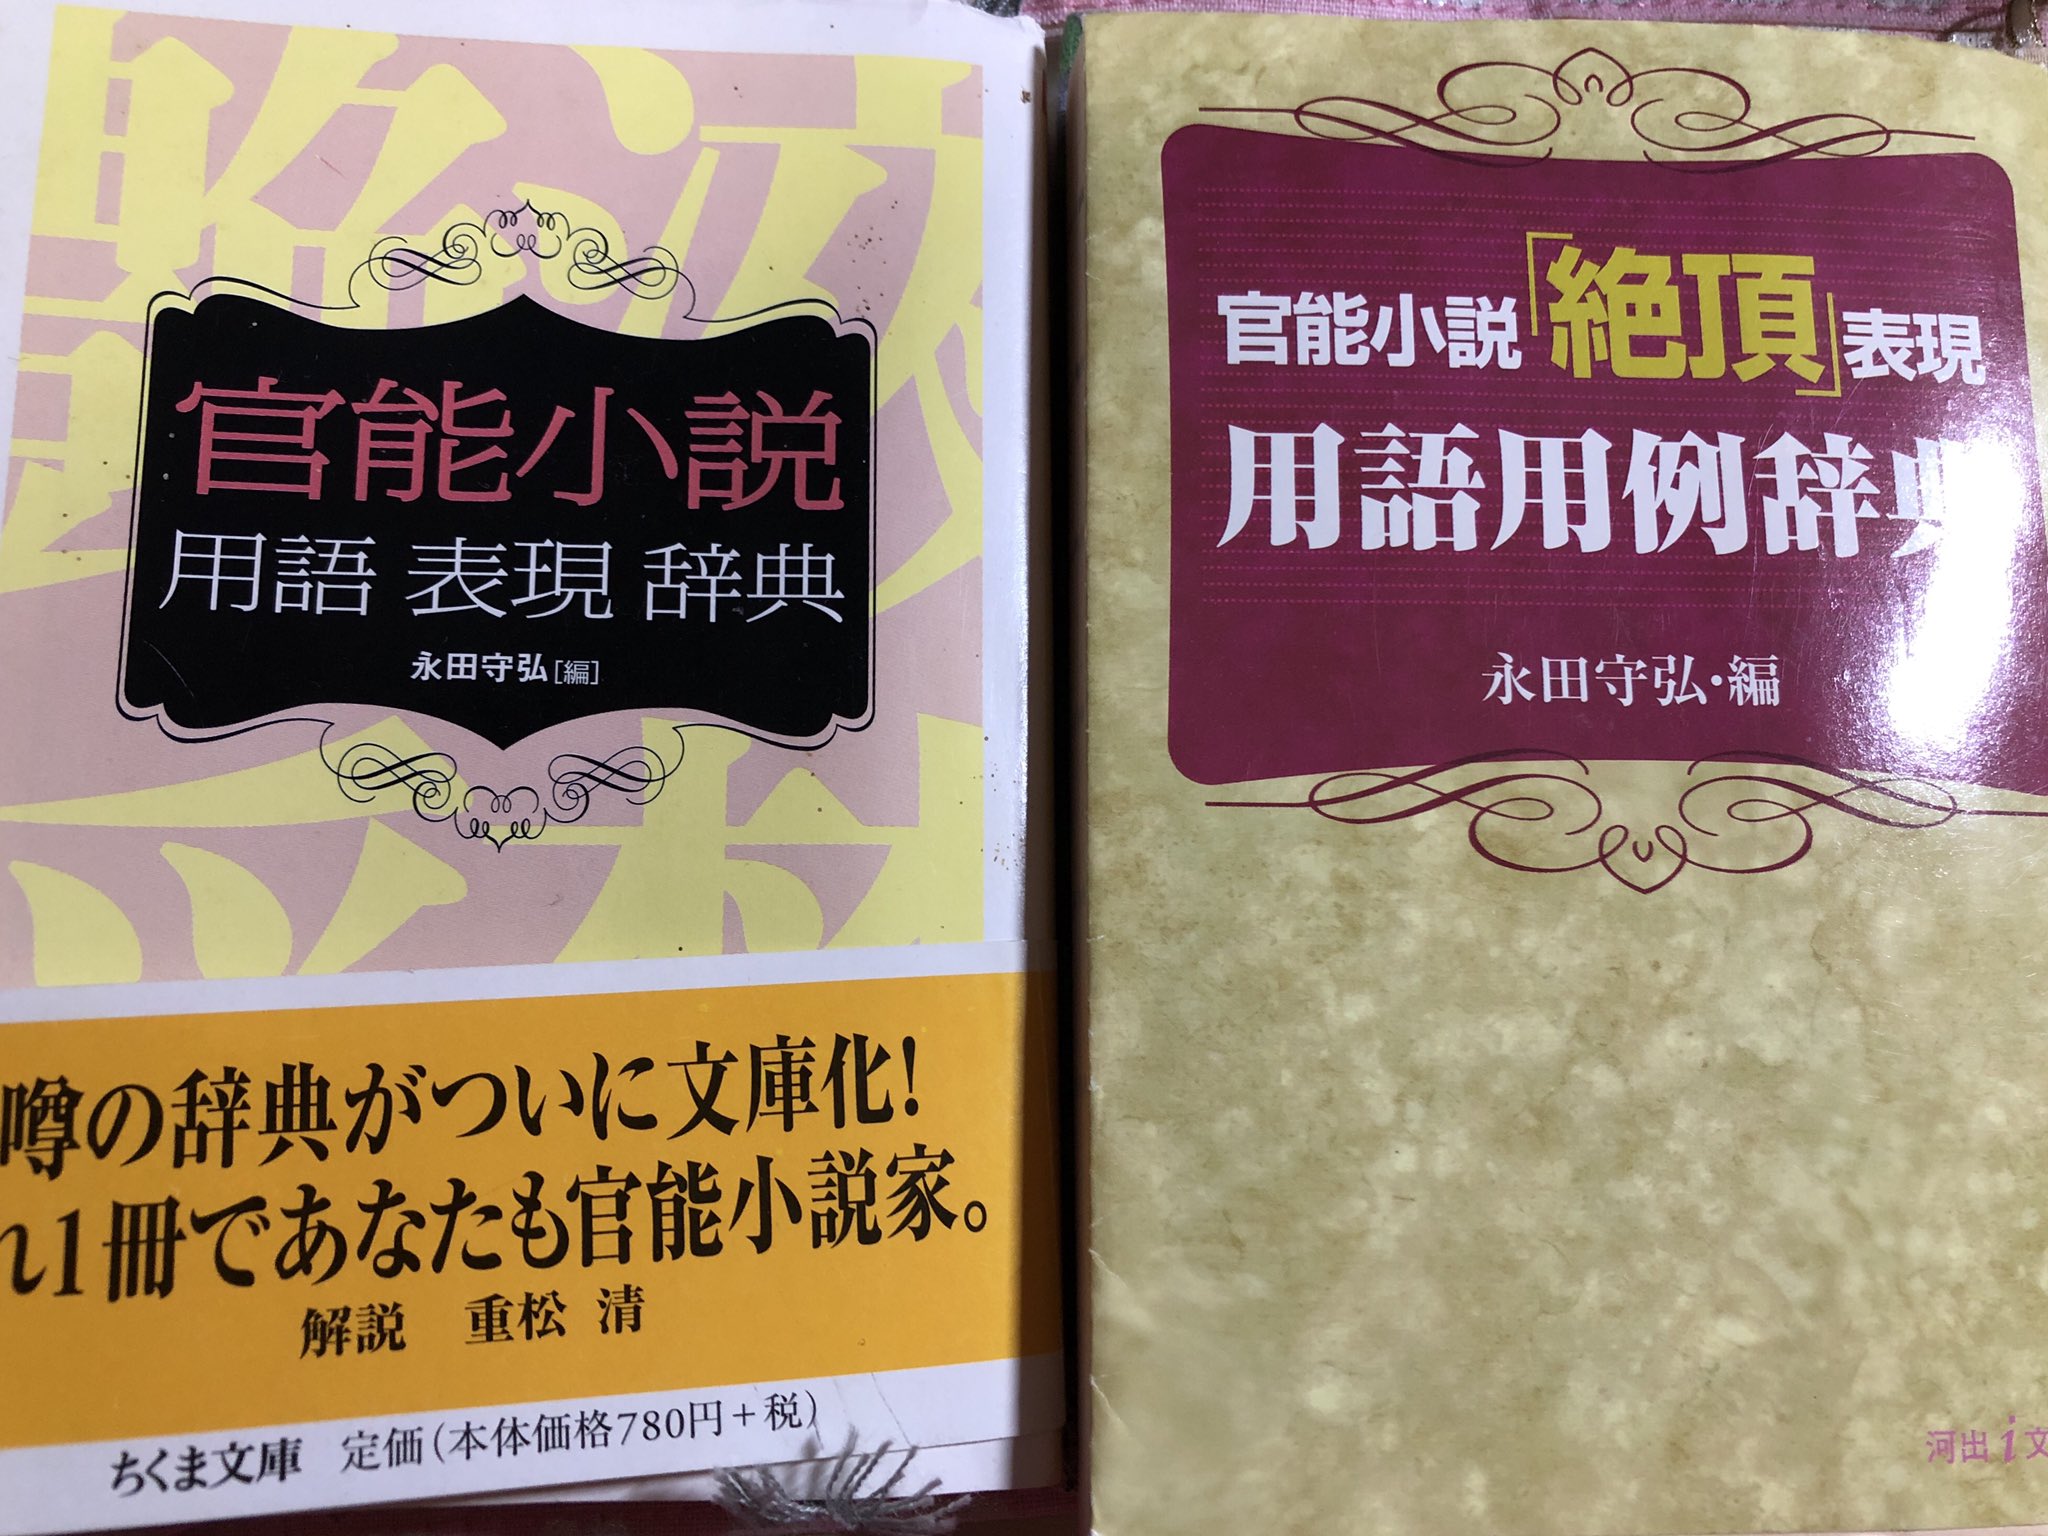 官能小説
用語 表現 辞典
永田守弘[編]
噂の辞典がついに文庫化!
1冊であなたも官能小説家。
解説 重松 清
ちくま文庫 定価(本体価格780円+税)
官能小説「絶頂」表現
用語用例辞典
永田守弘・編
河出i文